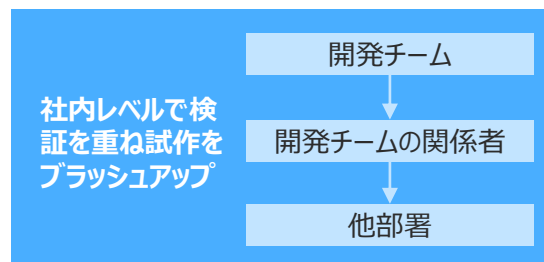 社内レベルで検
証を重ね試作を
ブラッシュアップ
開発チーム
開発チームの関係者
他部署